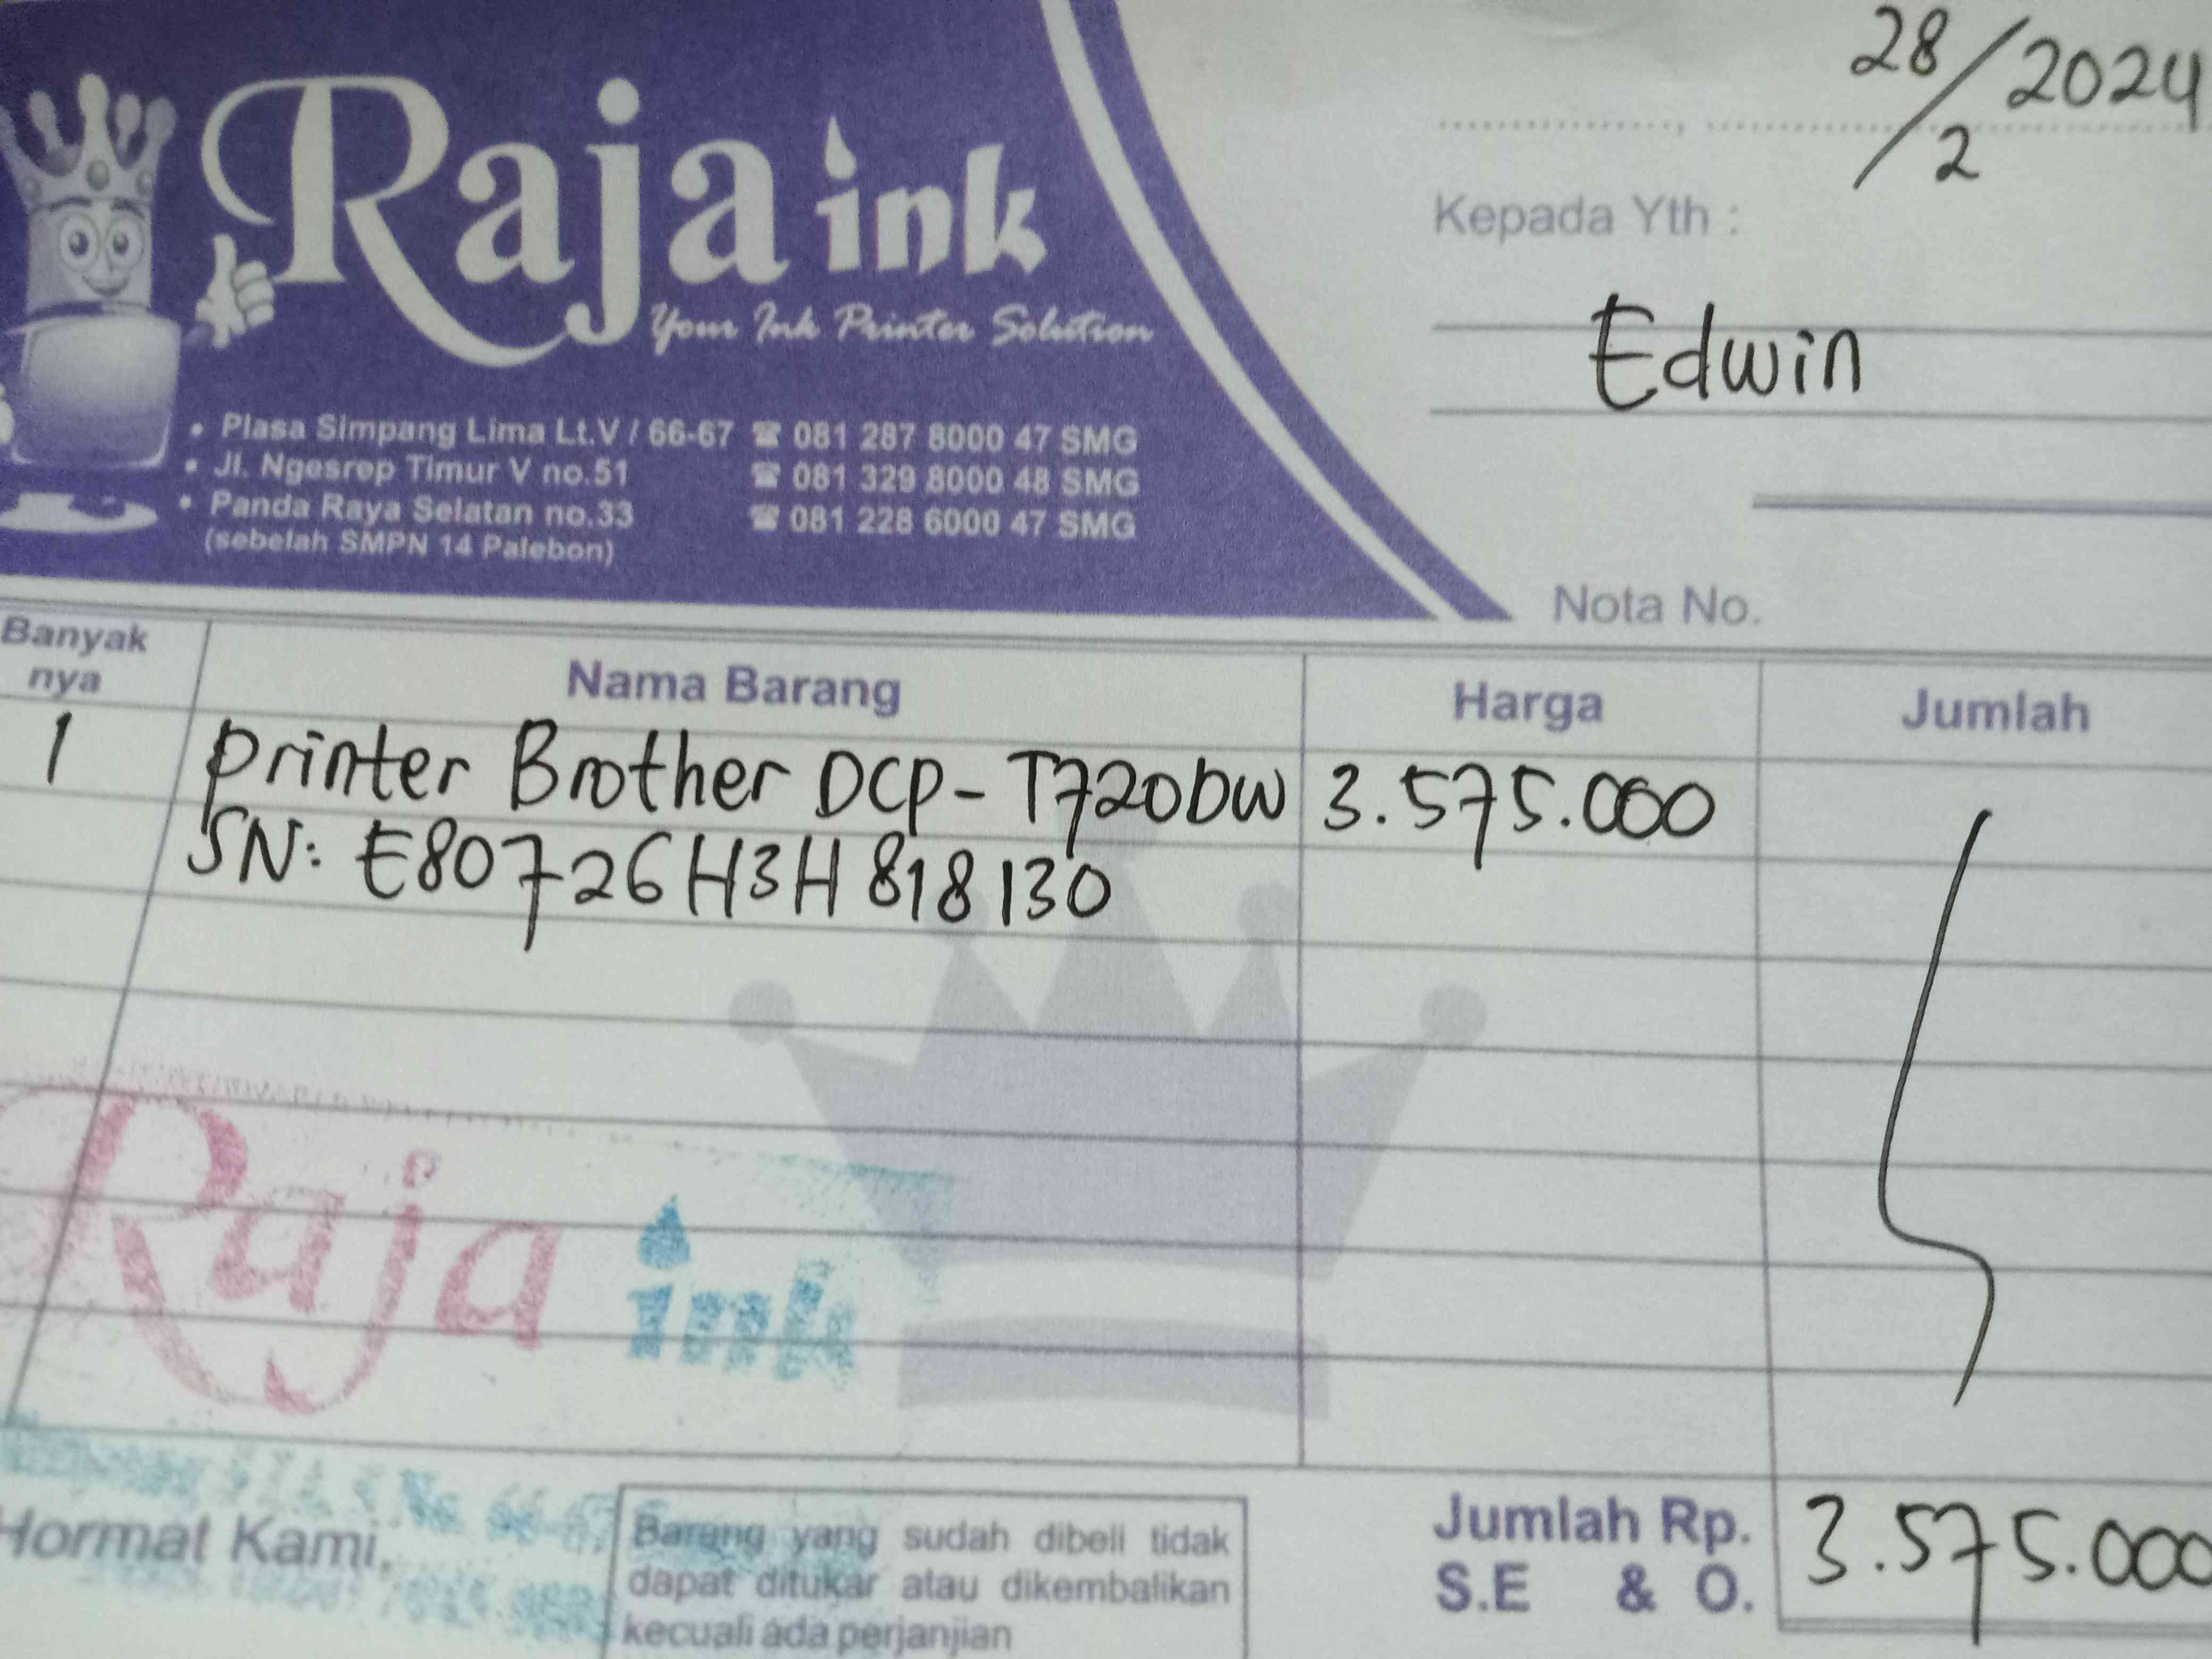 28/2 2024
Raja ink
Your Ink Printer Solution
Kepada Yth :
Edwin
• Plasa Simpang Lima Lt.V / 66-67 ☎ 081 287 8000 47 SMG
• Jl. Ngesrep Timur V no.51 ☎ 081 329 8000 48 SMG
• Panda Raya Selatan no.33 ☎ 081 228 6000 47 SMG
(sebelah SMPN 14 Palebon)
Nota No.
Banyak
nya
Nama Barang
Harga
Jumlah
1 printer Brother DCP-T720DW 3.575.000
SN: E80726H3H818130
Raja ink
Hormat Kami,
Barang yang sudah dibeli tidak
dapat ditukar atau dikembalikan
kecuali ada perjanjian
Jumlah Rp. 3.575.000
S.E & O.